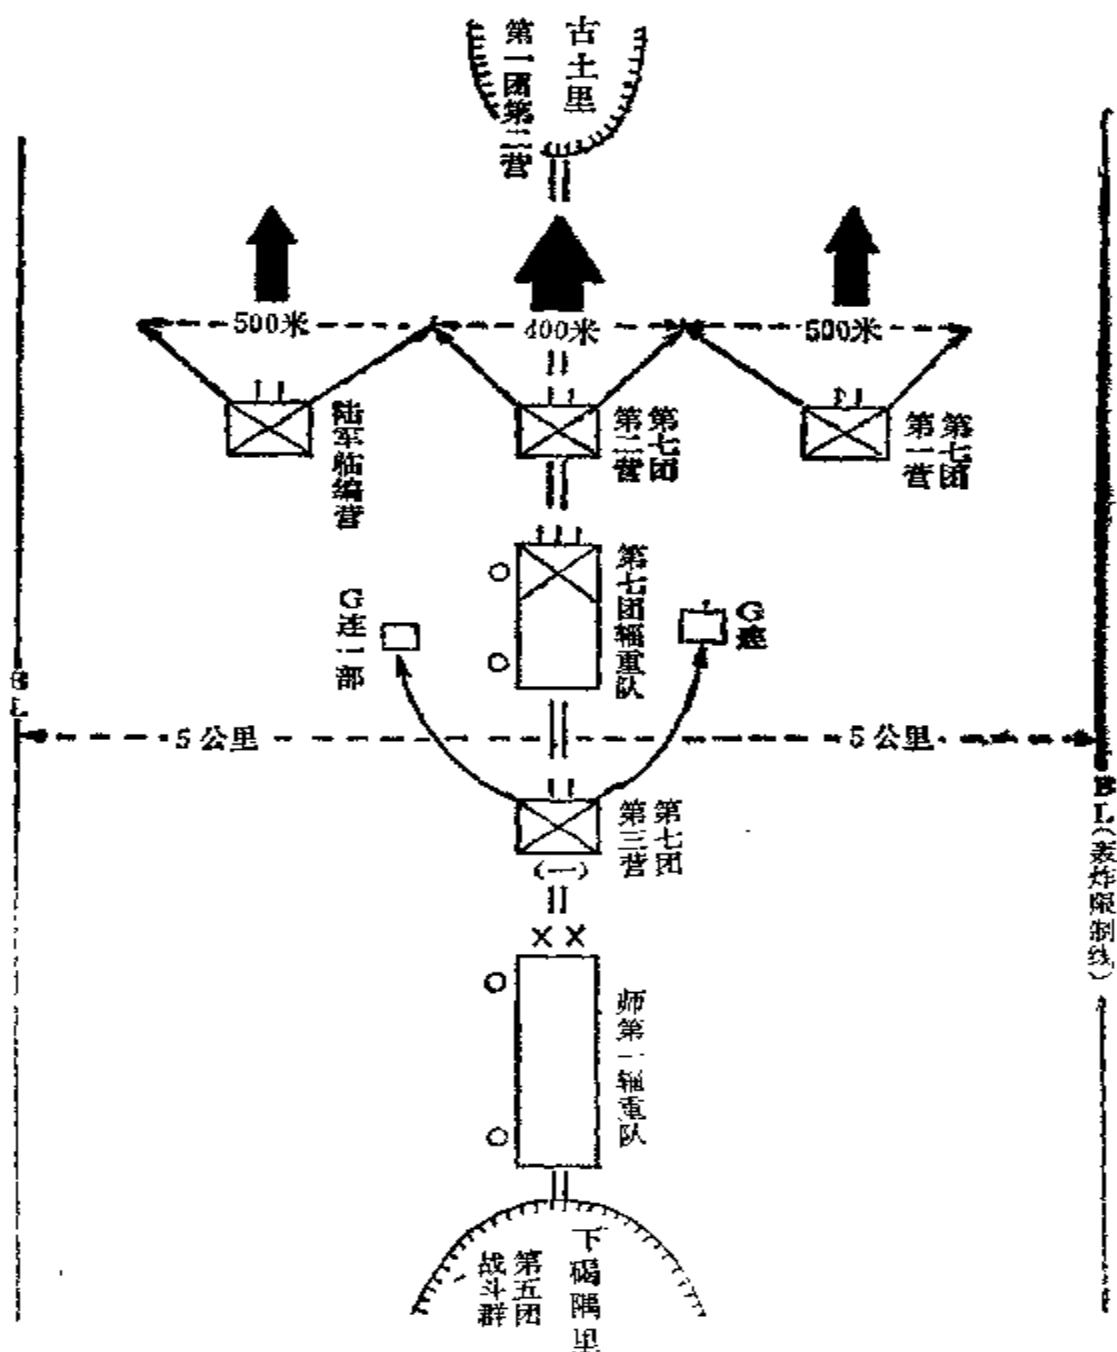 古土里
第一团第二营
500米
400米
500米
陆军临编营
第七团
第二营
第七团
第一营
第七团辎重队
G连一部
G连
BL
5公里
5公里
第七团
第三营
(一)
BL(轰炸限制线)
师第一辎重队
下碣隅里
第五团
战斗群